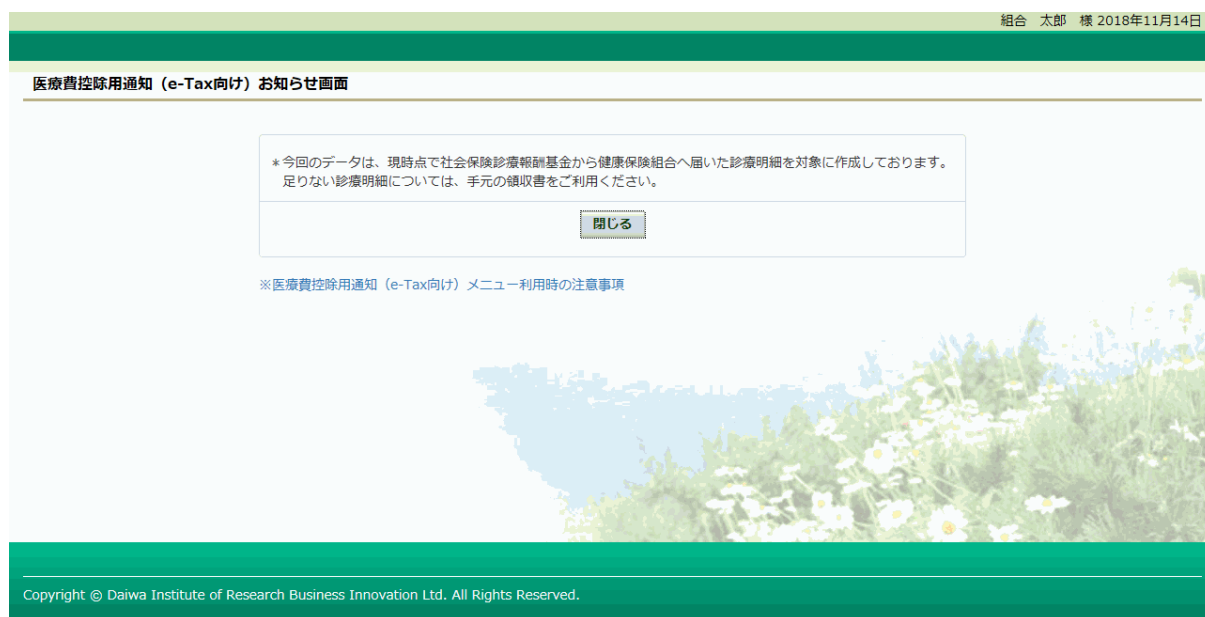 組合　太郎　様 2018年11月14日
医療費控除用通知（e-Tax向け）お知らせ画面
＊今回のデータは、現時点で社会保険診療報酬基金から健康保険組合へ届いた診療明細を対象に作成しております。
足りない診療明細については、手元の領収書をご利用ください。
閉じる
※医療費控除用通知（e-Tax向け）メニュー利用時の注意事項
Copyright © Daiwa Institute of Research Business Innovation Ltd. All Rights Reserved.